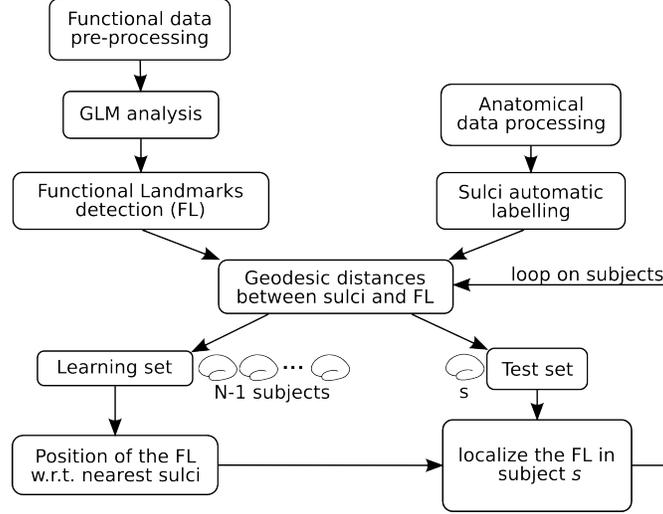 Functional data
pre-processing
GLM analysis
Anatomical
data processing
Functional Landmarks
detection (FL)
Sulci automatic
labelling
Geodesic distances
between sulci and FL
loop on subjects
Learning set
...
N-1 subjects
s
Test set
Position of the FL
w.r.t. nearest sulci
localize the FL in
subject s